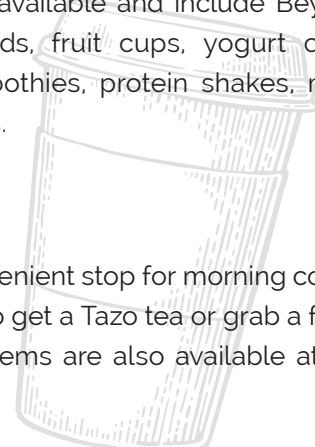 available and include Bey
ds, fruit cups, yogurt c
oothies, protein shakes, r
.
enient stop for morning co
o get a Tazo tea or grab a f
ems are also available at